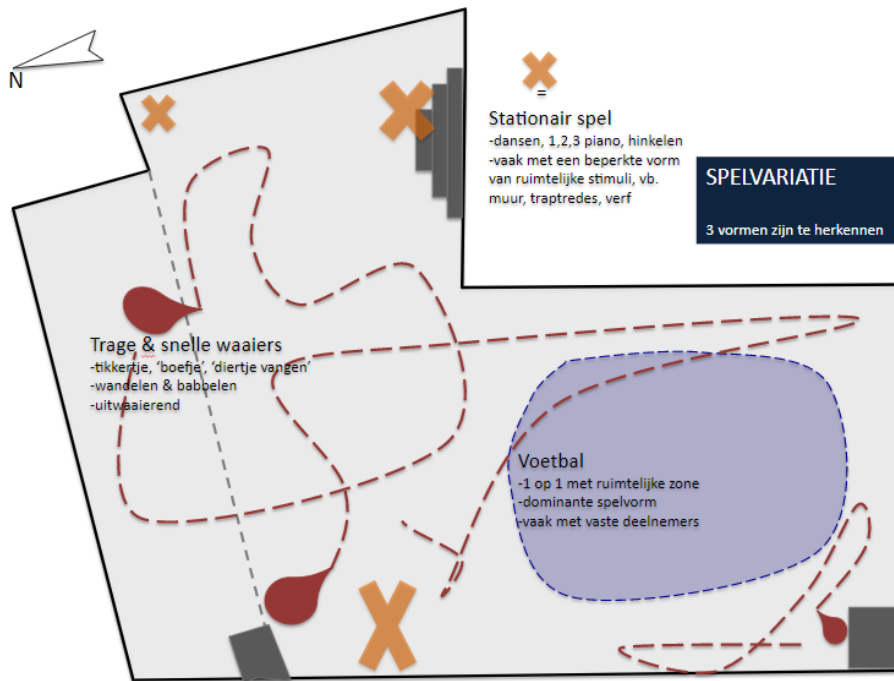 N
=
Stationair spel
-dansen, 1,2,3 piano, hinkelen
-vaak met een beperkte vorm
van ruimtelijke stimuli, vb.
muur, traptredes, verf
SPELVARIATIE
3 vormen zijn te herkennen
Trage & snelle waaiers
-tikkertje, ‘boefje’, ‘diertje vangen’
-wandelen & babbelen
-uitwaaierend
Voetbal
-1 op 1 met ruimtelijke zone
-dominante spelvorm
-vaak met vaste deelnemers